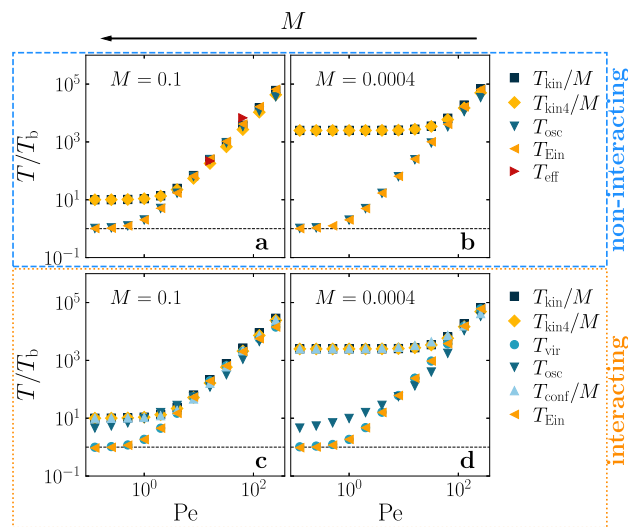 M
M = 0.1
M = 0.0004
T/T_b
10^5
10^3
10^1
10^{-1}
a
b
T_kin/M
T_kin4/M
T_osc
T_Ein
T_eff
non-interacting
M = 0.1
M = 0.0004
T/T_b
10^5
10^3
10^1
10^{-1}
c
d
T_kin/M
T_kin4/M
T_vir
T_osc
T_conf/M
T_Ein
interacting
10^0
10^2
10^0
10^2
Pe
Pe